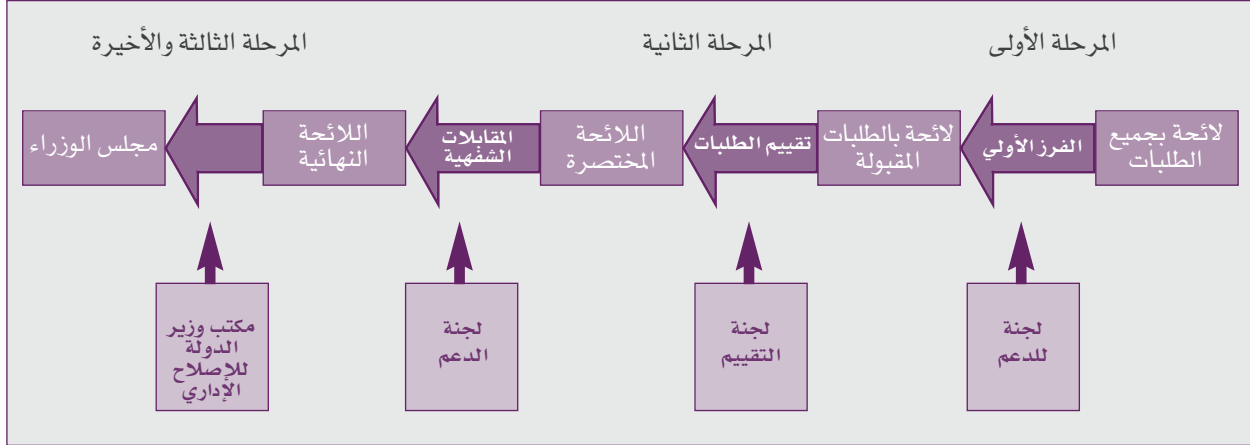 المرحلة الأولى
المرحلة الثانية
المرحلة الثالثة والأخيرة
لائحة بجميع
الطلبات
الفرز الأولي
لائحة بالطلبات
المقبولة
تقييم الطلبات
اللائحة
المختصرة
المقابلات
الشفهية
اللائحة
النهائية
مجلس الوزراء
لجنة
للدعم
لجنة
التقييم
لجنة
الدعم
مكتب وزير
الدولة
للإصلاح
الإداري